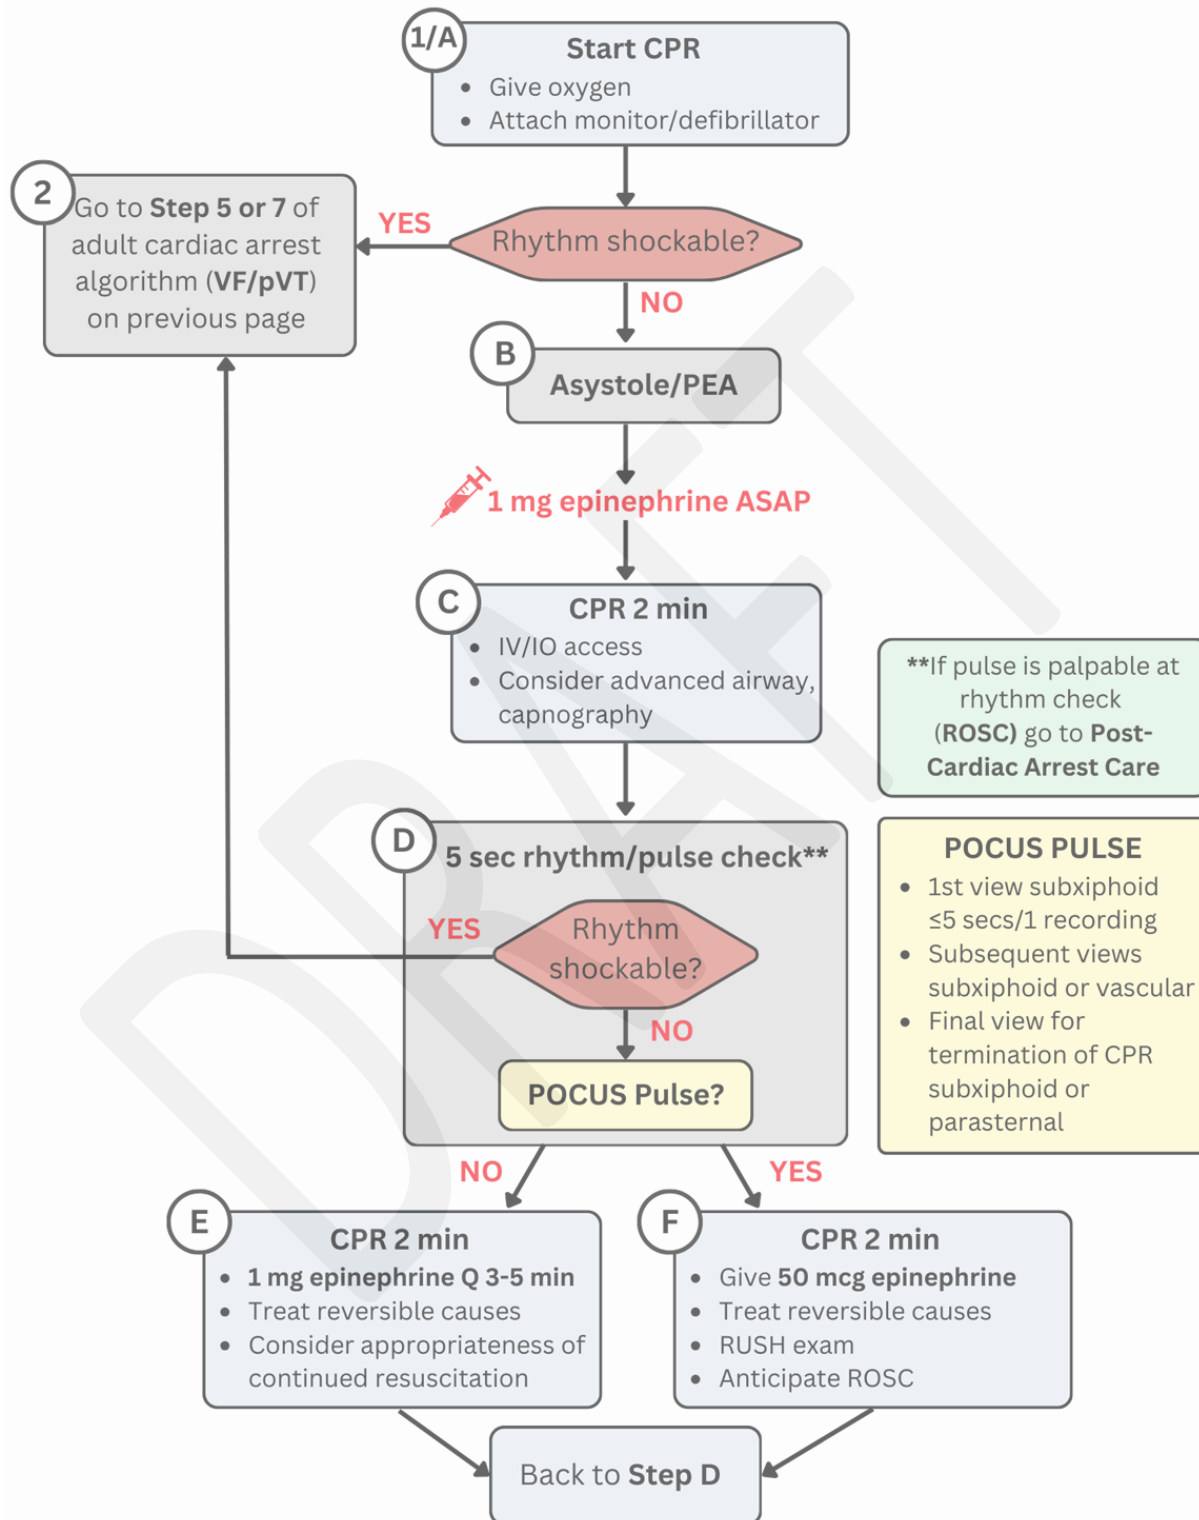 1/A
Start CPR
• Give oxygen
• Attach monitor/defibrillator
2
Go to Step 5 or 7 of
adult cardiac arrest
algorithm (VF/pVT)
on previous page
YES
Rhythm shockable?
NO
B
Asystole/PEA
1 mg epinephrine ASAP
C
CPR 2 min
• IV/IO access
• Consider advanced airway,
capnography
**If pulse is palpable at
rhythm check
(ROSC) go to Post-
Cardiac Arrest Care
D
5 sec rhythm/pulse check**
YES
Rhythm
shockable?
NO
POCUS Pulse?
POCUS PULSE
• 1st view subxiphoid
≤5 secs/1 recording
• Subsequent views
subxiphoid or vascular
• Final view for
termination of CPR
subxiphoid or
parasternal
NO
YES
E
CPR 2 min
• 1 mg epinephrine Q 3-5 min
• Treat reversible causes
• Consider appropriateness of
continued resuscitation
F
CPR 2 min
• Give 50 mcg epinephrine
• Treat reversible causes
• RUSH exam
• Anticipate ROSC
Back to Step D
DRAFT